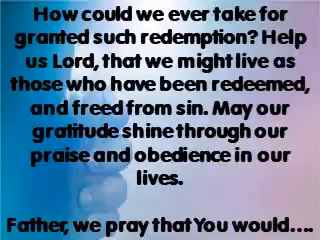 How could we ever take for
granted such redemption? Help
us Lord, that we might live as
those who have been redeemed,
and freed from sin. May our
gratitude shine through our
praise and obedience in our
lives.
Father, we pray that You would....